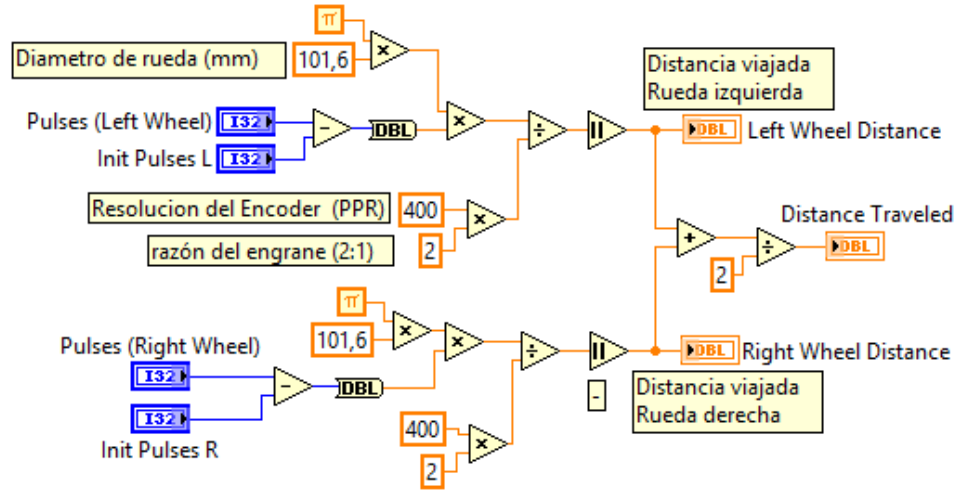 π
×
Diametro de rueda (mm)
101,6
Distancia viajada
Rueda izquierda
Pulses (Left Wheel)
I32
-
DBL
×
÷
||
DBL
Left Wheel Distance
Init Pulses L
I32
Resolucion del Encoder (PPR)
400
×
razón del engrane (2:1)
2
Distance Traveled
+
÷
DBL
2
π
101,6
×
×
÷
||
DBL
Right Wheel Distance
Pulses (Right Wheel)
I32
-
DBL
I32
Init Pulses R
-
Distancia viajada
Rueda derecha
400
×
2